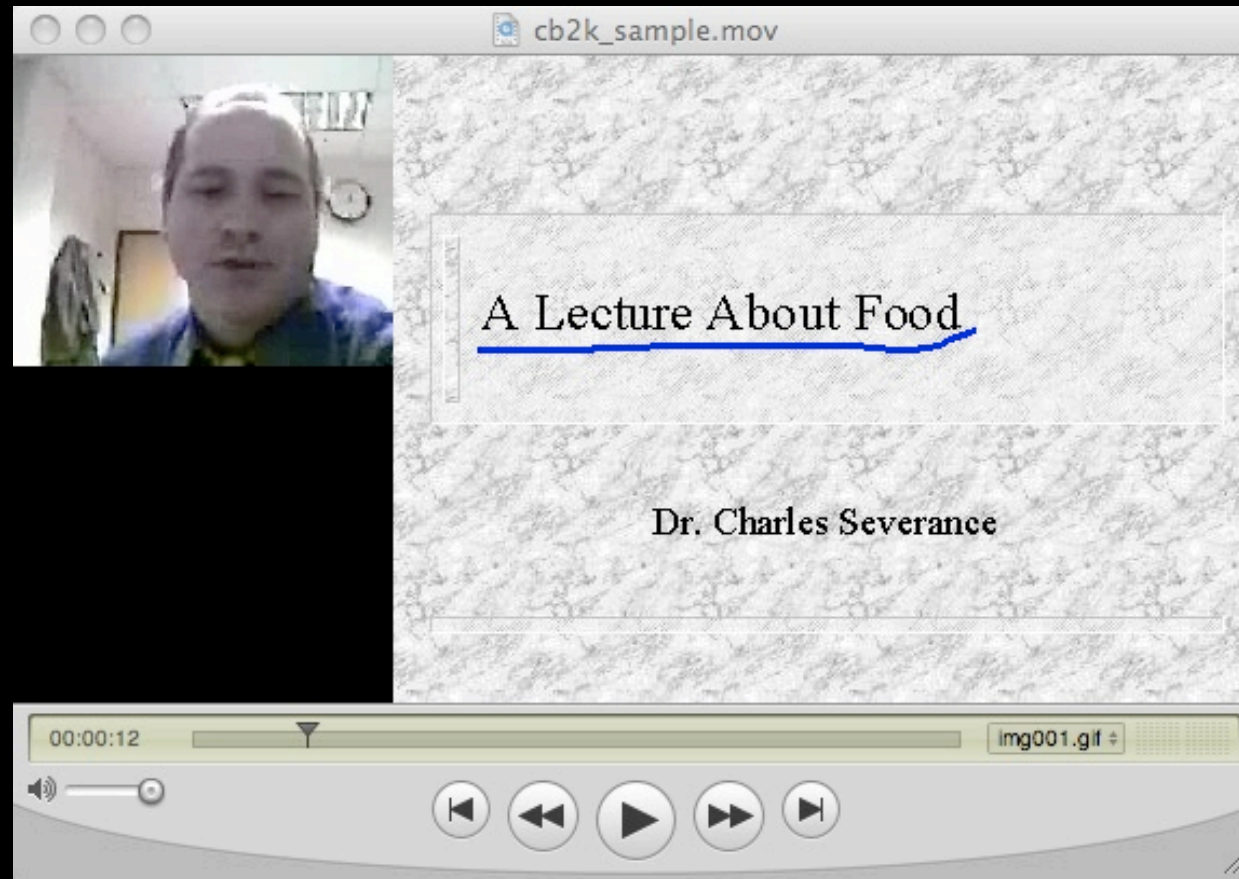 cb2k_sample.mov
A Lecture About Food
Dr. Charles Severance
00:00:12
img001.gif